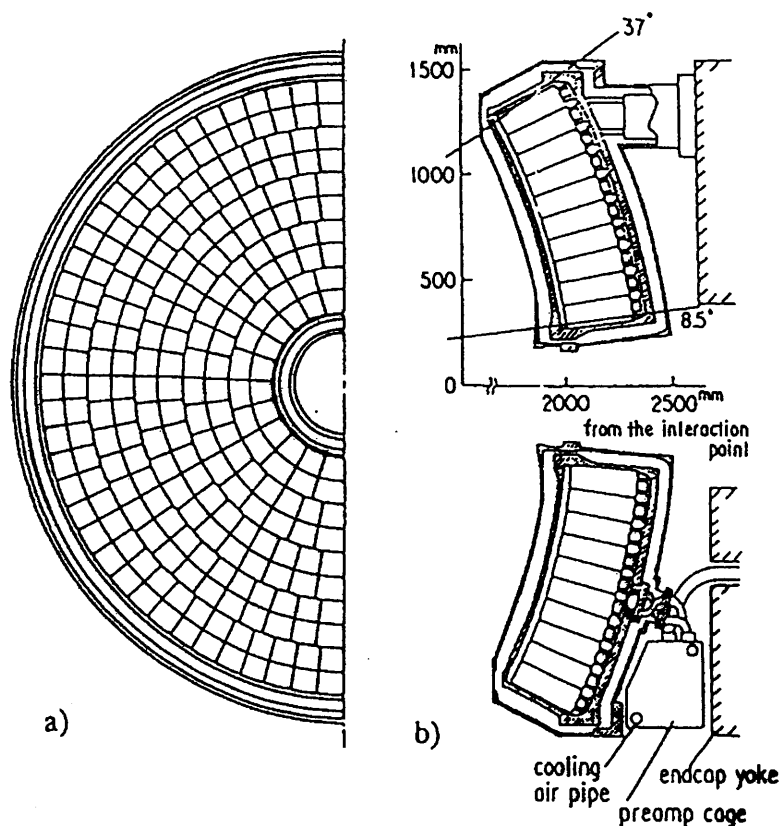 a)
b)
mm
37°
1500
1000
500
0
8.5°
2000
2500mm
from the interaction
point
cooling
air pipe
endcap yoke
preamp cage